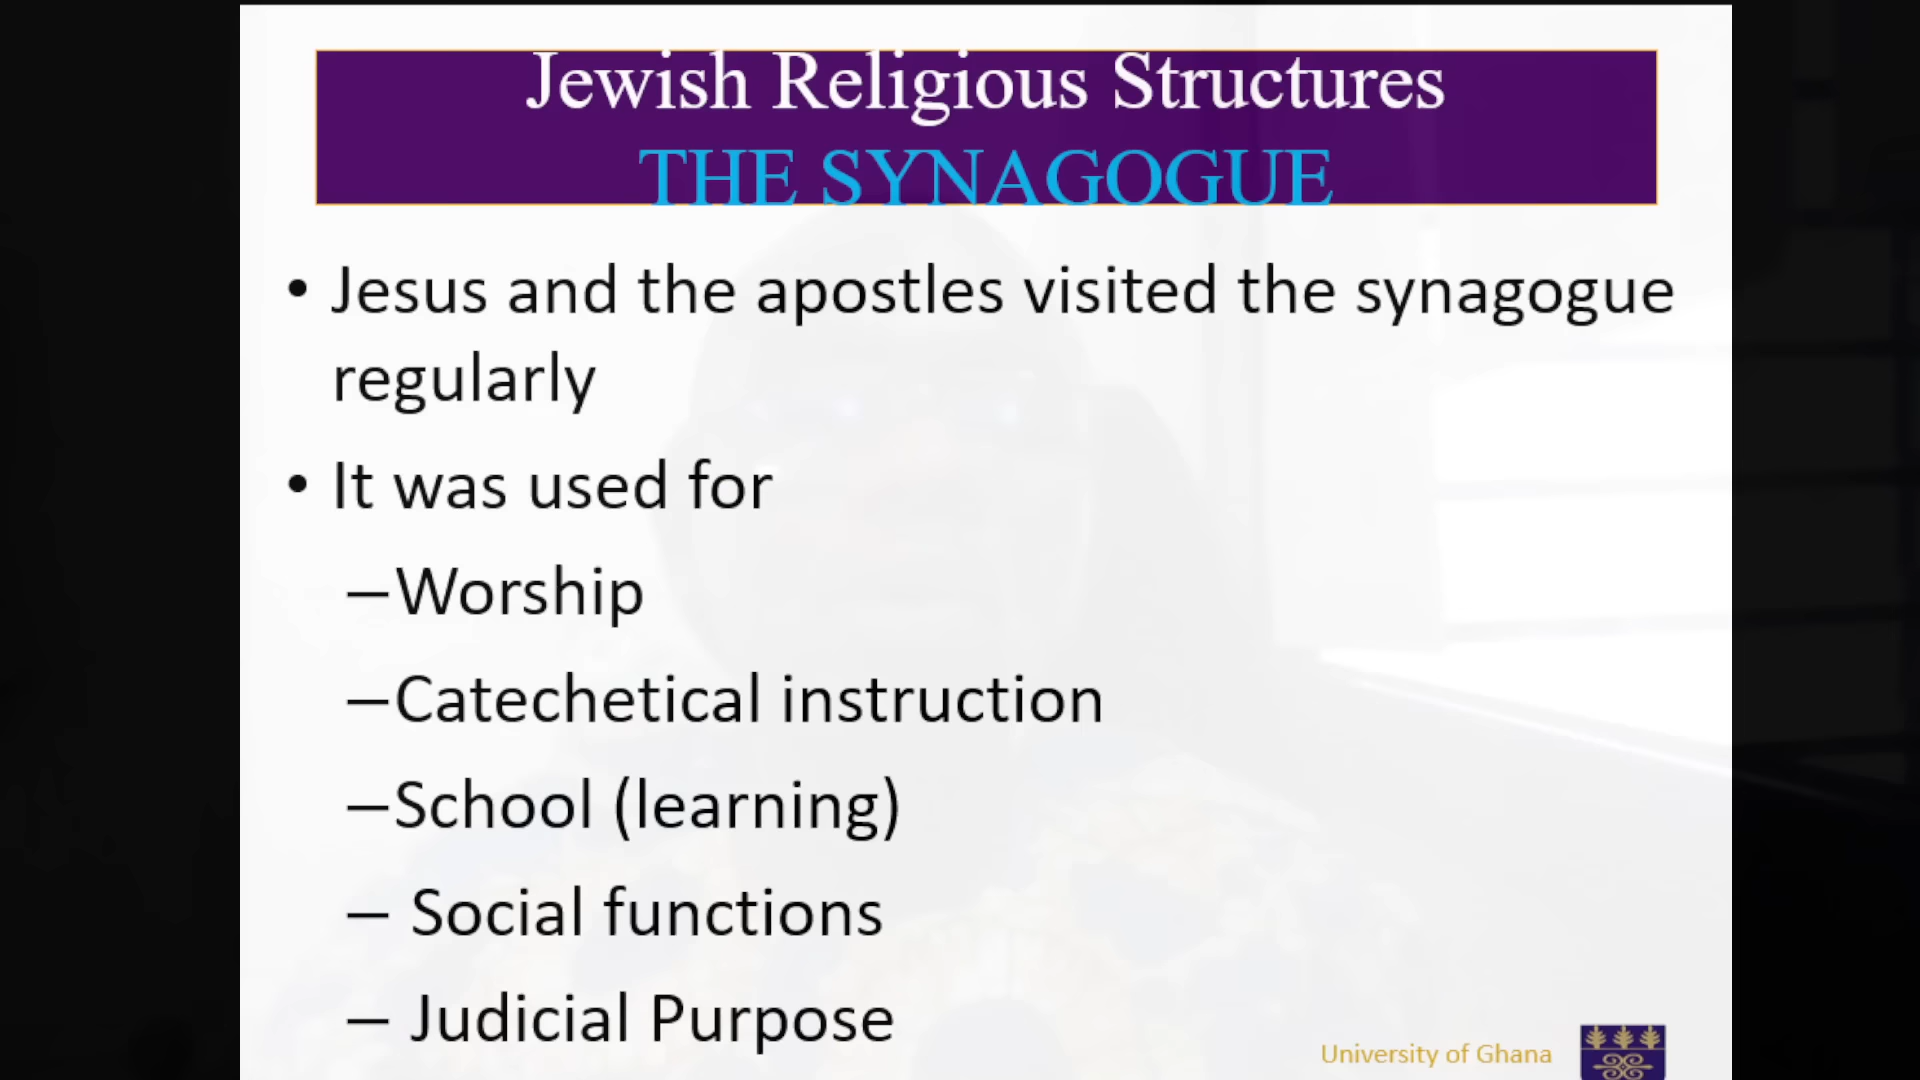 Jewish Religious Structures
THE SYNAGOGUE
• Jesus and the apostles visited the synagogue
regularly
• It was used for
–Worship
–Catechetical instruction
–School (learning)
– Social functions
– Judicial Purpose
University of Ghana